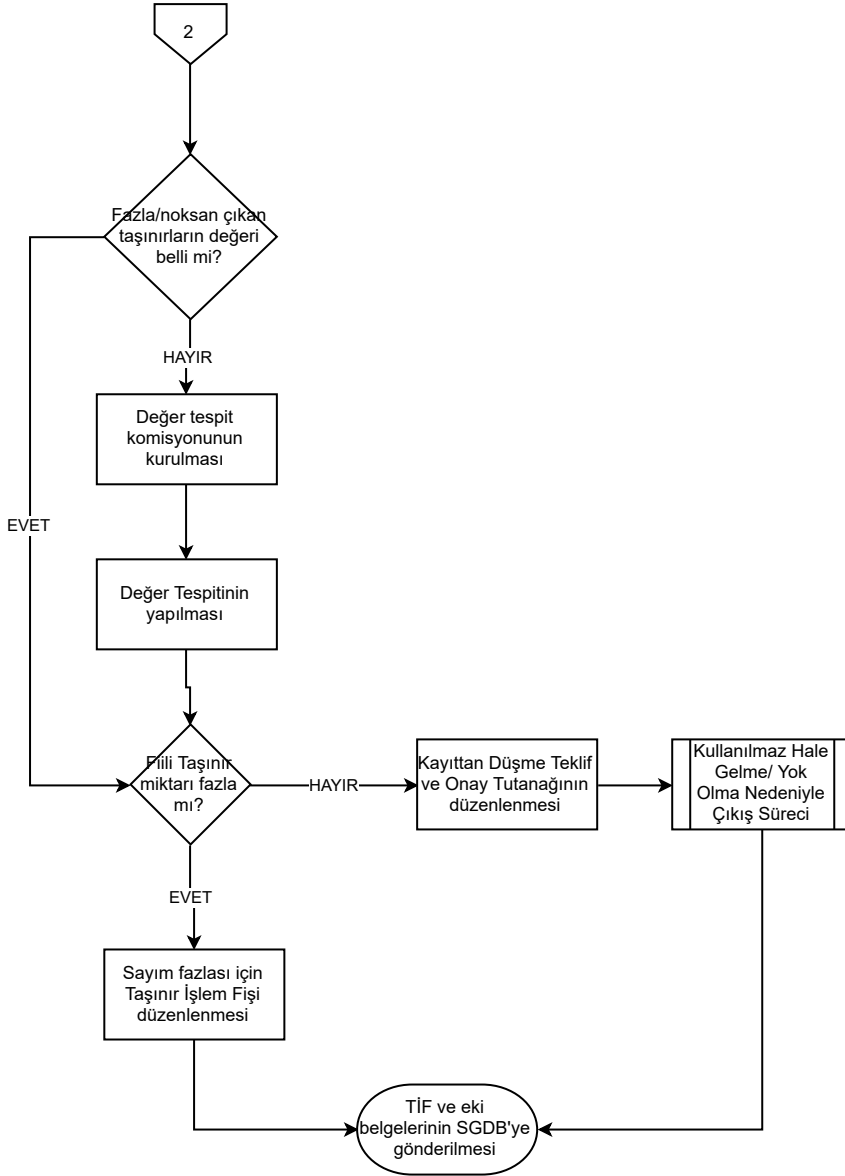 2
Fazla/noksan çıkan
taşınırların değeri
belli mi?
HAYIR
Değer tespit
komisyonunun
kurulması
EVET
Değer Tespitinin
yapılması
Fiili Taşınır
miktarı fazla
mı?
HAYIR
Kayıttan Düşme Teklif
ve Onay Tutanağının
düzenlenmesi
Kullanılmaz Hale
Gelme/ Yok
Olma Nedeniyle
Çıkış Süreci
EVET
Sayım fazlası için
Taşınır İşlem Fişi
düzenlenmesi
TİF ve eki
belgelerinin SGDB'ye
gönderilmesi